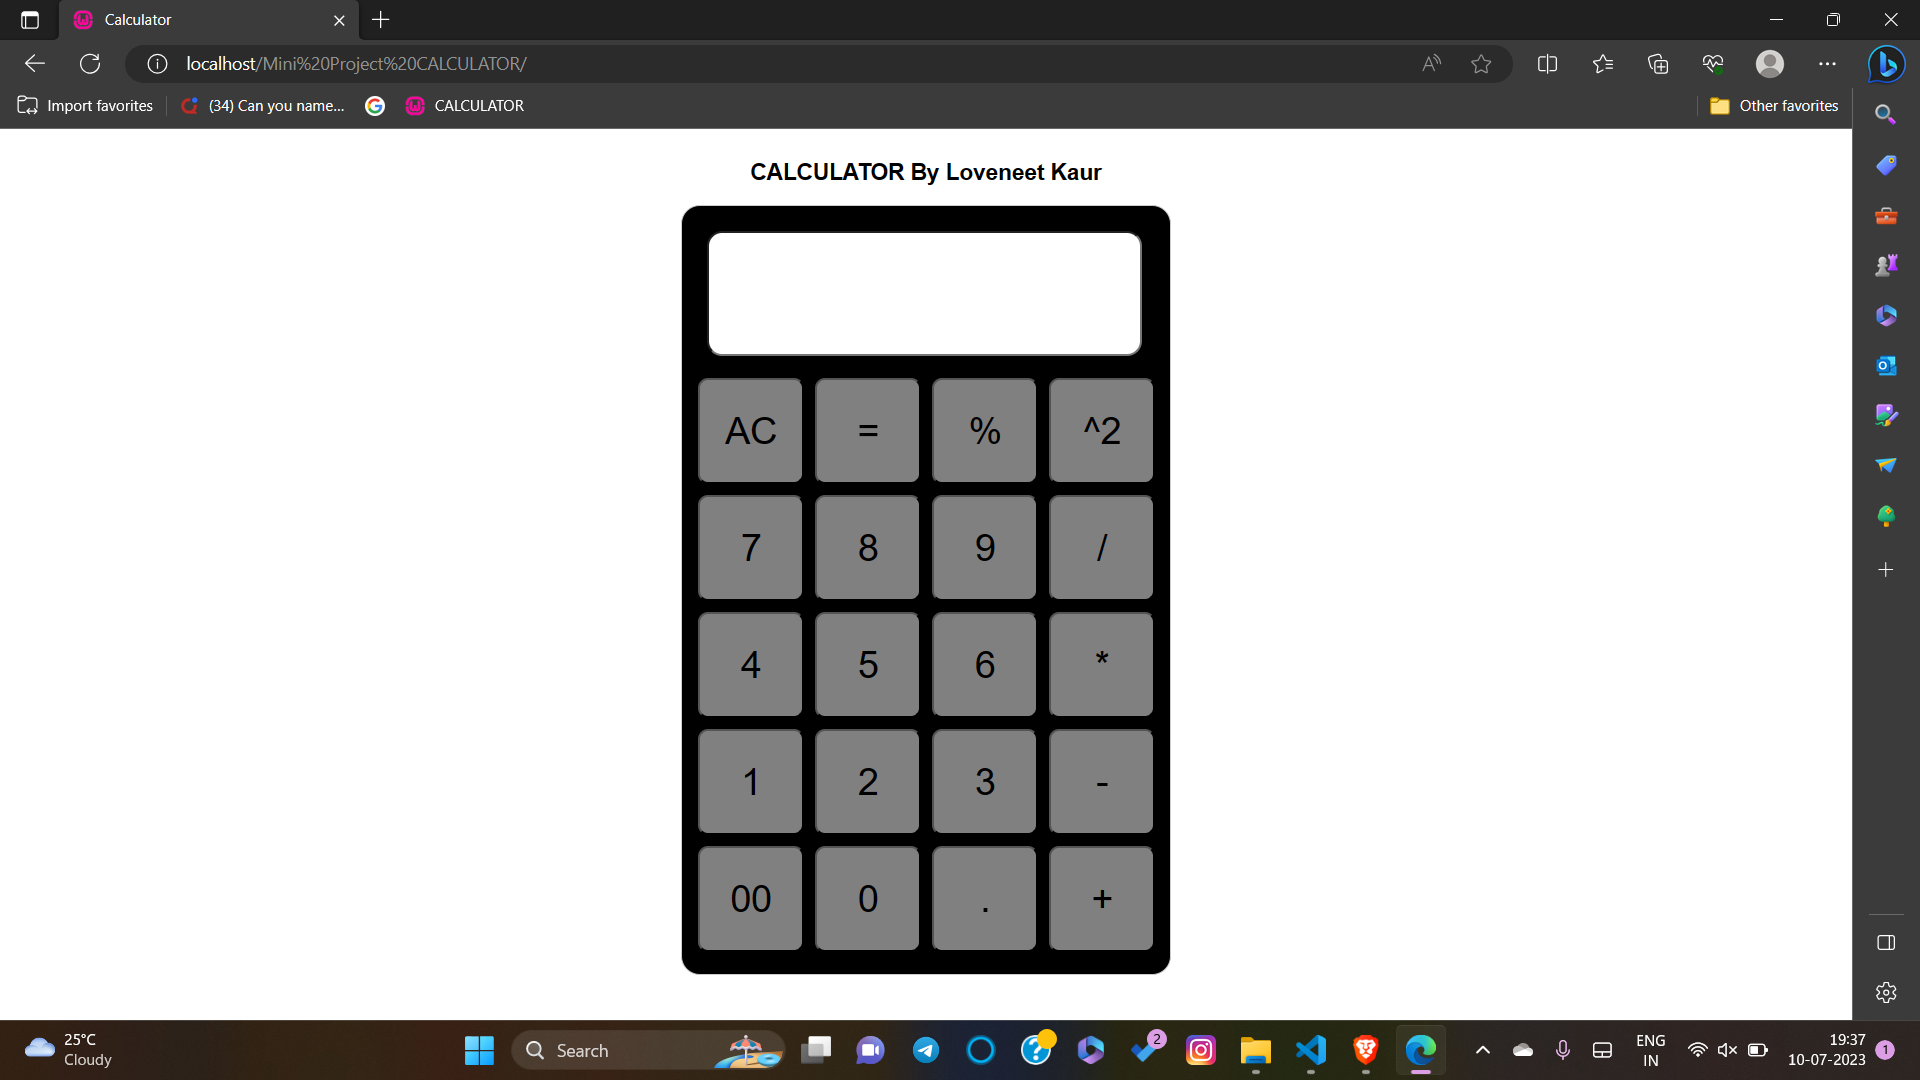 Calculator
localhost/Mini%20Project%20CALCULATOR/
Import favorites
(34) Can you name...
CALCULATOR
Other favorites
CALCULATOR By Loveneet Kaur
AC = % ^2
7 8 9 /
4 5 6 *
1 2 3 -
00 0 . +
25°C
Cloudy
Search
2
ENG
IN
19:37
10-07-2023
1